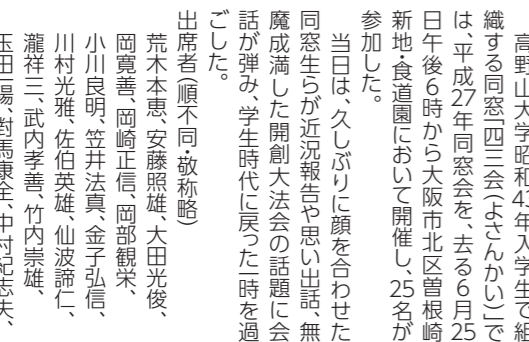 高野山大学昭和43年入学生で組
織する同窓「四三会(よさんかい)」で
は、平成27年同窓会を、去る6月25
日午後6時から大阪市北区曽根崎
新地・食道園において開催し、25名が
参加した。
当日は、久しぶりに顔を合わせた
同窓生らが近況報告や思い出話、無
魔成満した開創大法会の話題に会
話が弾み、学生時代に戻った一時を過
ごした。
出席者(順不同・敬称略)
荒木本恵、安藤照雄、大田光俊、
岡寛善、岡崎正信、岡部観栄、
小川良明、笠井法真、金子弘信、
川村光雅、佐伯英雄、仙波諦仁、
瀧祥三、武内孝善、竹内崇雄、
玉田暢、對馬康全、中村紀志夫、